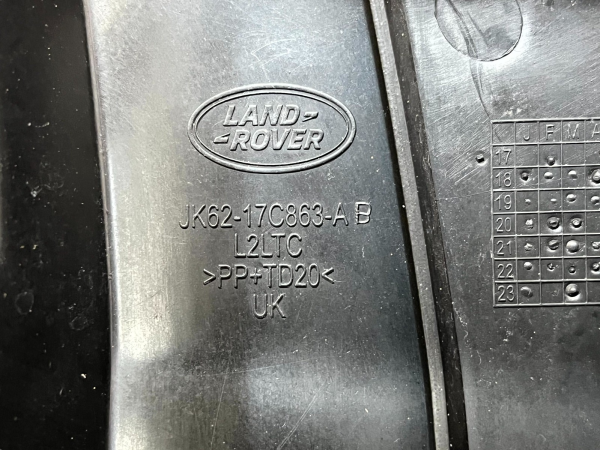 LAND-
-ROVER
JK62-17C863-A B
L2LTC
>PP+TD20<
UK
J F M A
17
18
19
20
21
22
23